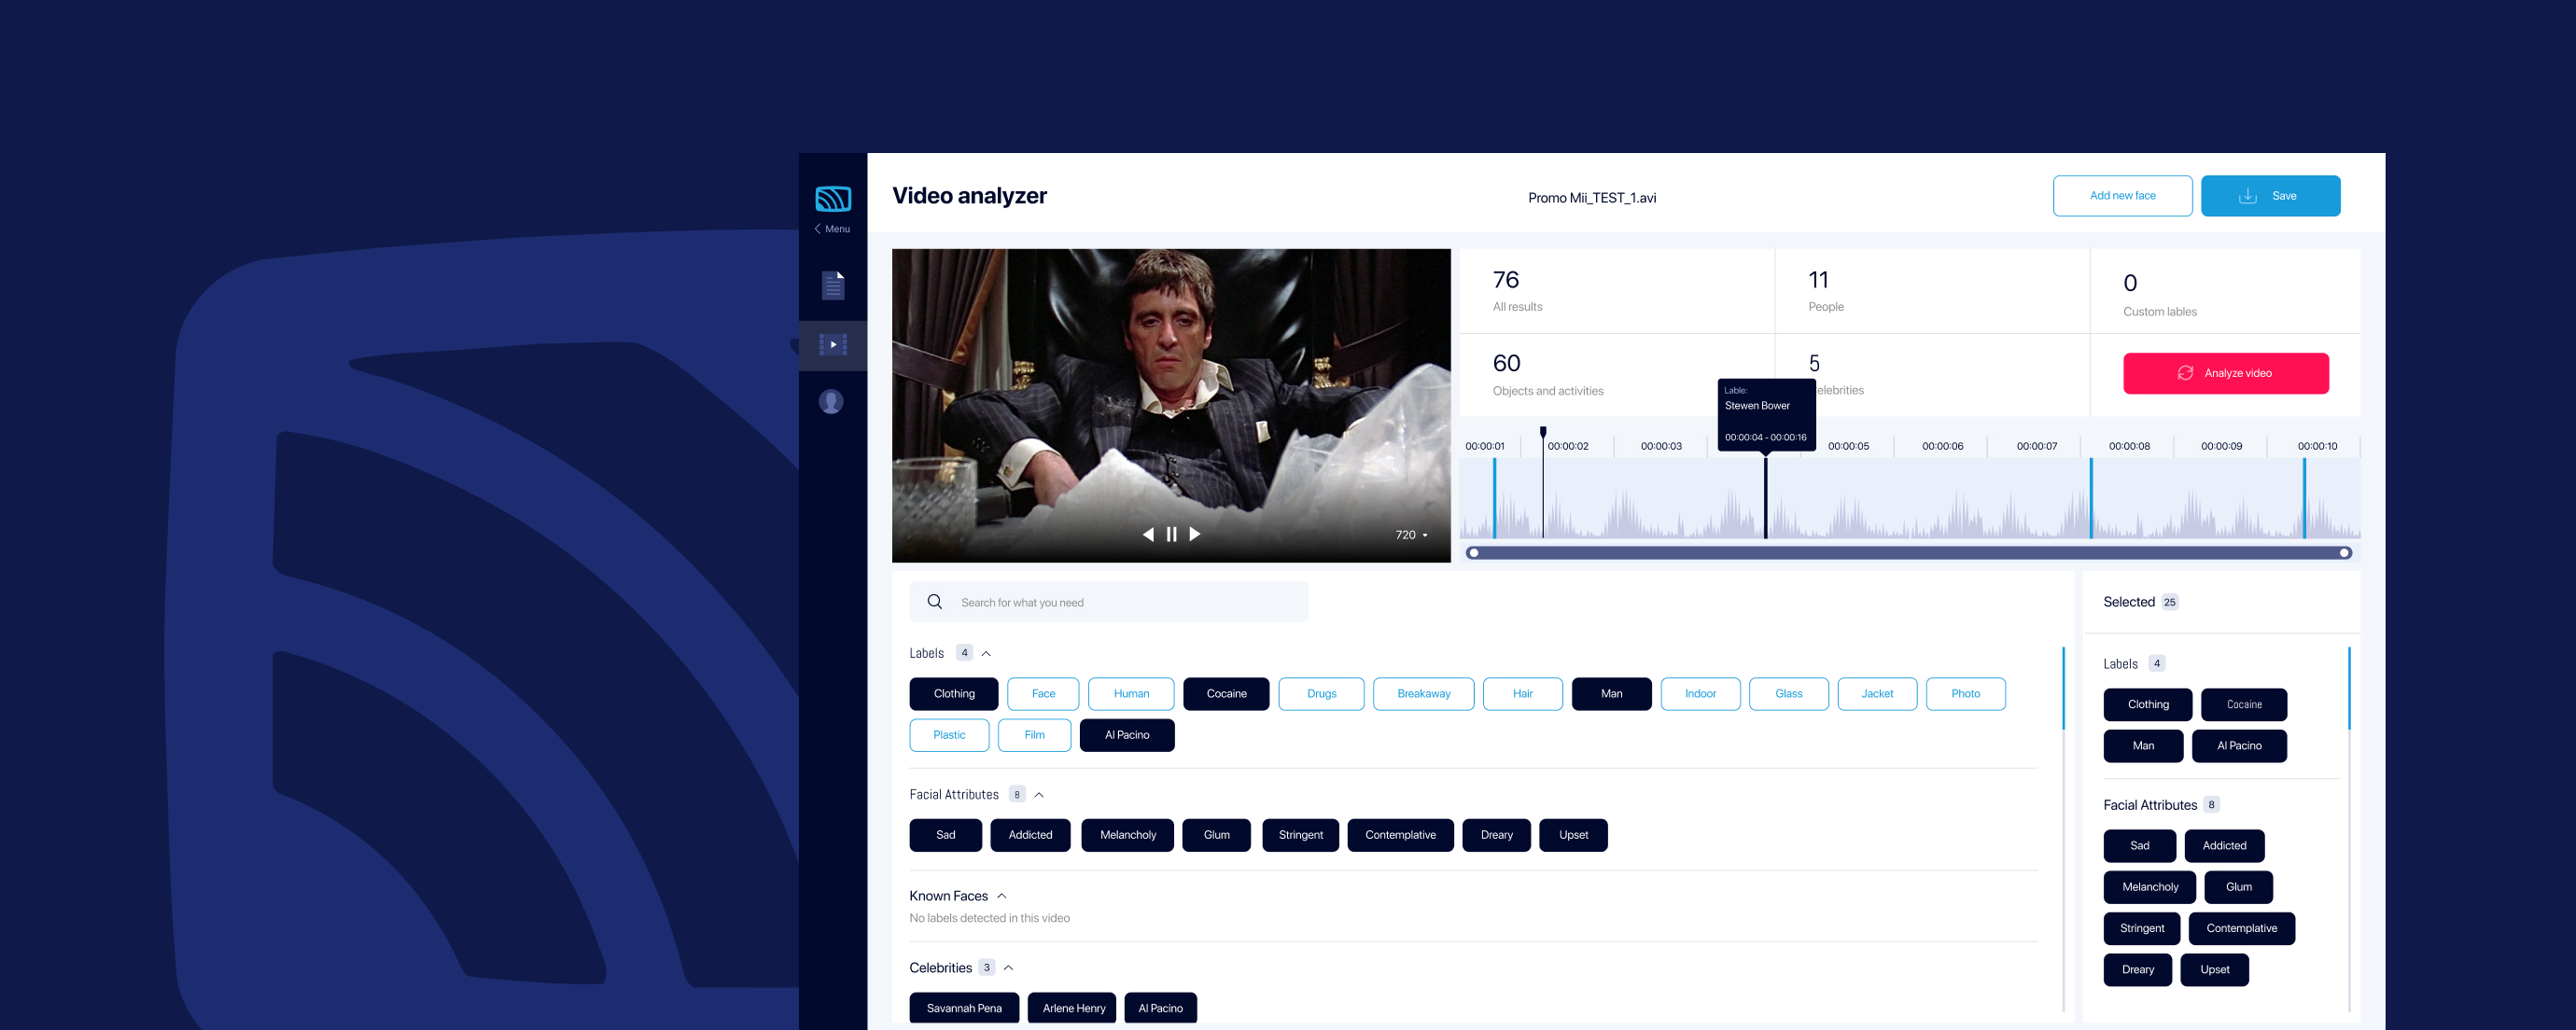 Video analyzer
Promo Mii_TEST_1.avi
Add new face
Save
Menu
76
All results
11
People
0
Custom lables
60
Objects and activities
5
elebrities
Analyze video
Lable:
Stewen Bower
00:00:04 - 00:00:16
00:00:01 00:00:02 00:00:03 00:00:05 00:00:06 00:00:07 00:00:08 00:00:09 00:00:10
720
Search for what you need
Labels 4
Clothing Face Human Cocaine Drugs Breakaway Hair Man Indoor Glass Jacket Photo
Plastic Film Al Pacino
Facial Attributes 8
Sad Addicted Melancholy Glum Stringent Contemplative Dreary Upset
Known Faces
No labels detected in this video
Celebrities 3
Savannah Pena Arlene Henry Al Pacino
Selected 25
Labels 4
Clothing Cocaine
Man Al Pacino
Facial Attributes 8
Sad Addicted
Melancholy Glum
Stringent Contemplative
Dreary Upset